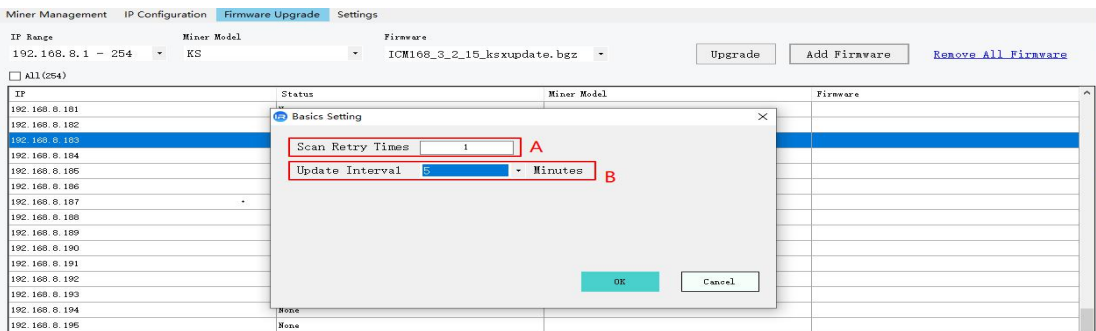 Miner Management IP Configuration Firmware Upgrade Settings
IP Range Miner Model Firmware
192.168.8.1 - 254 KS ICM168_3_2_15_ksxupdate.bgz Upgrade Add Firmware Remove All Firmware
All(254)
IP Status Miner Model Firmware
192.168.8.181
192.168.8.182
192.168.8.183
192.168.8.184
192.168.8.185
192.168.8.186
192.168.8.187
192.168.8.188
192.168.8.189
192.168.8.190
192.168.8.191
192.168.8.192
192.168.8.193
192.168.8.194 None
192.168.8.195 None
Basics Setting
Scan Retry Times 1 A
Update Interval 5 Minutes B
OK Cancel